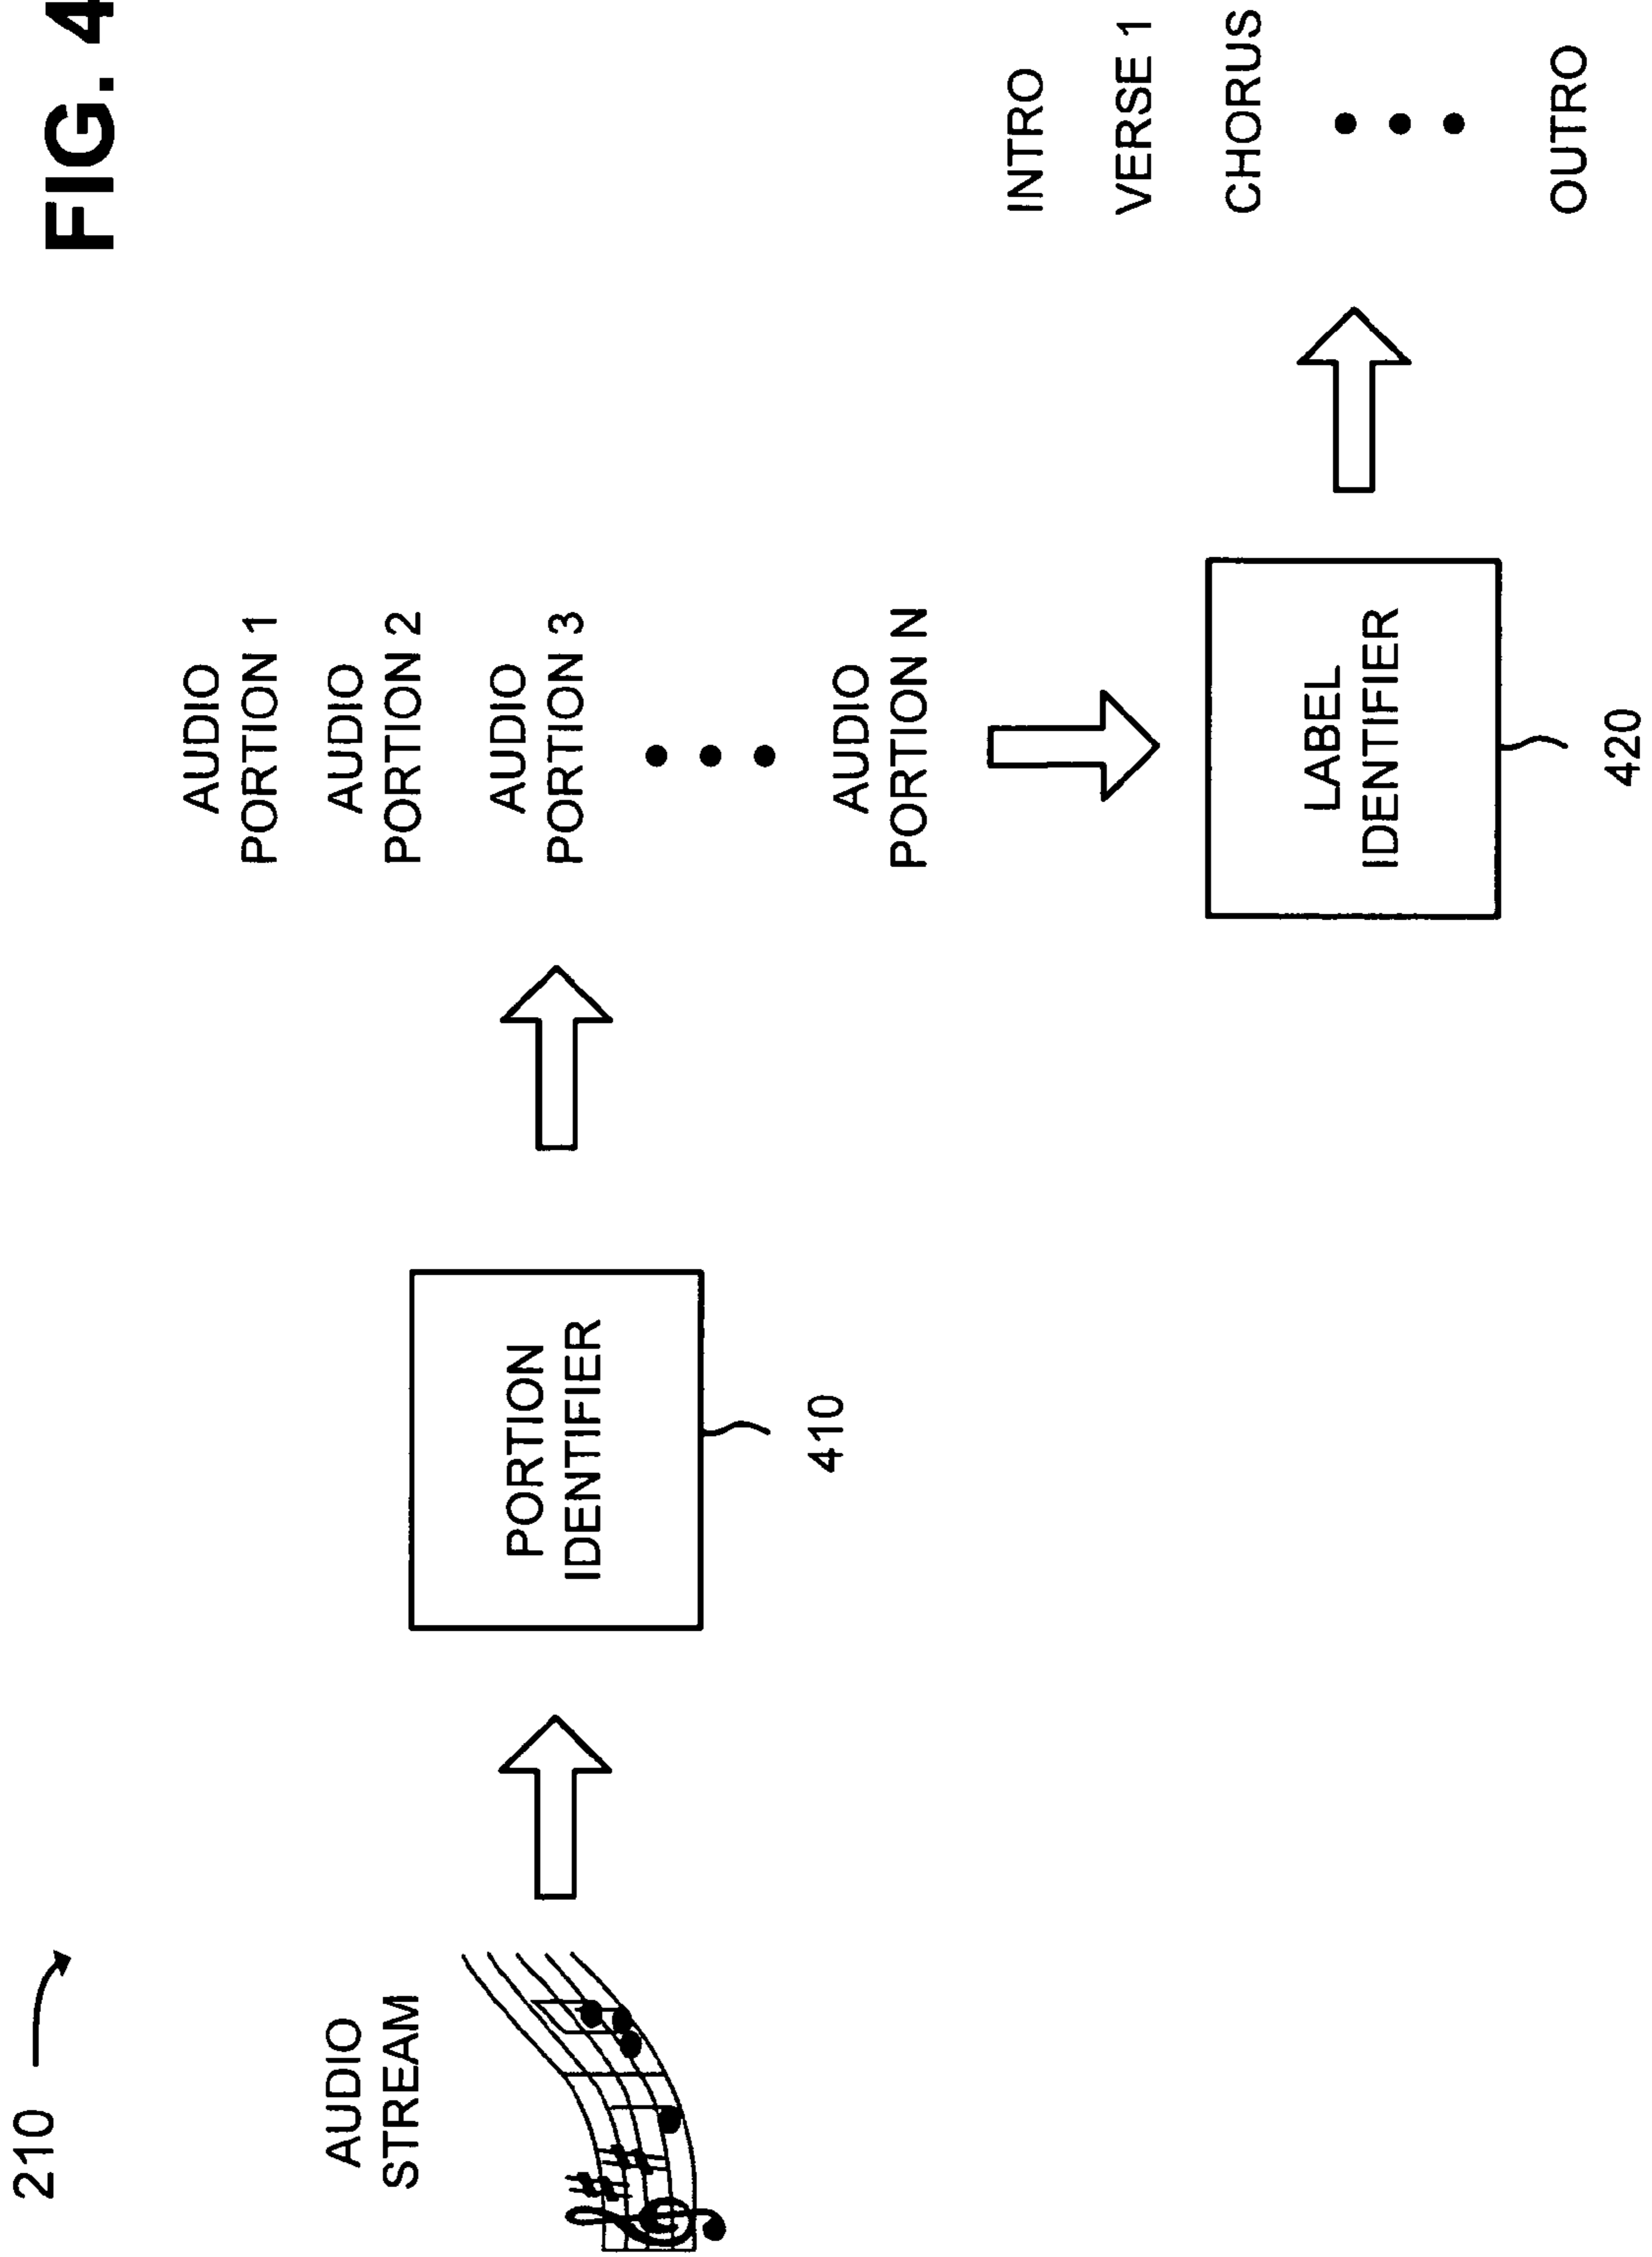 FIG. 4
210
AUDIO
STREAM
PORTION
IDENTIFIER
410
AUDIO
PORTION 1
AUDIO
PORTION 2
AUDIO
PORTION 3
AUDIO
PORTION N
LABEL
IDENTIFIER
420
INTRO
VERSE 1
CHORUS
OUTRO